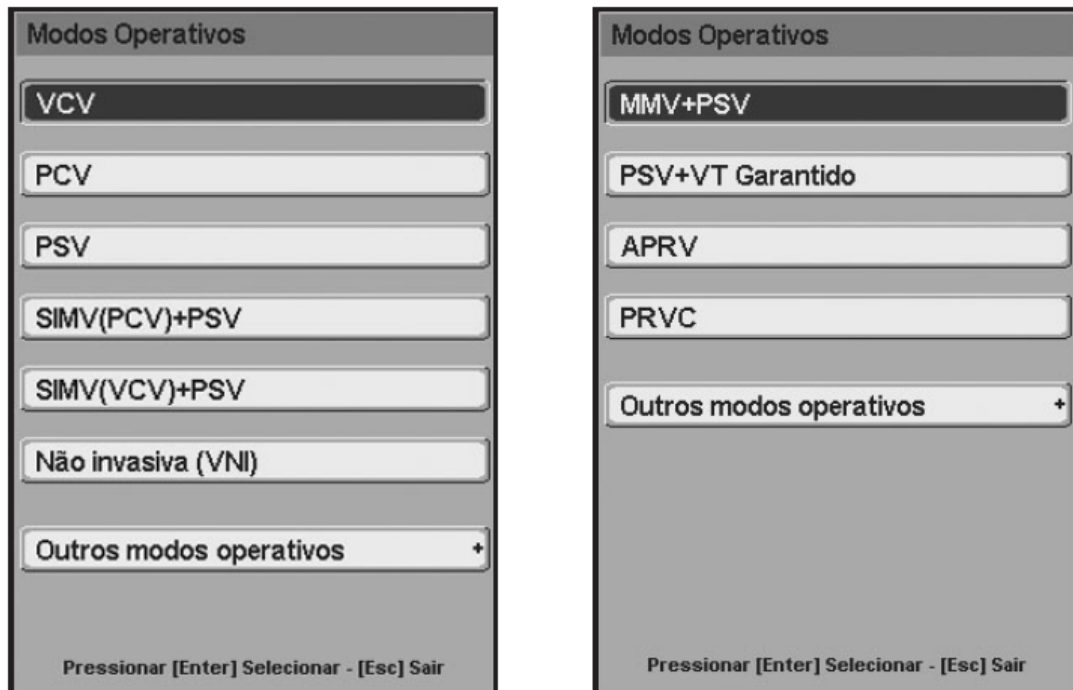 Modos Operativos
VCV
PCV
PSV
SIMV(PCV)+PSV
SIMV(VCV)+PSV
Não invasiva (VNI)
Outros modos operativos +
Pressionar [Enter] Selecionar - [Esc] Sair
Modos Operativos
MMV+PSV
PSV+VT Garantido
APRV
PRVC
Outros modos operativos +
Pressionar [Enter] Selecionar - [Esc] Sair